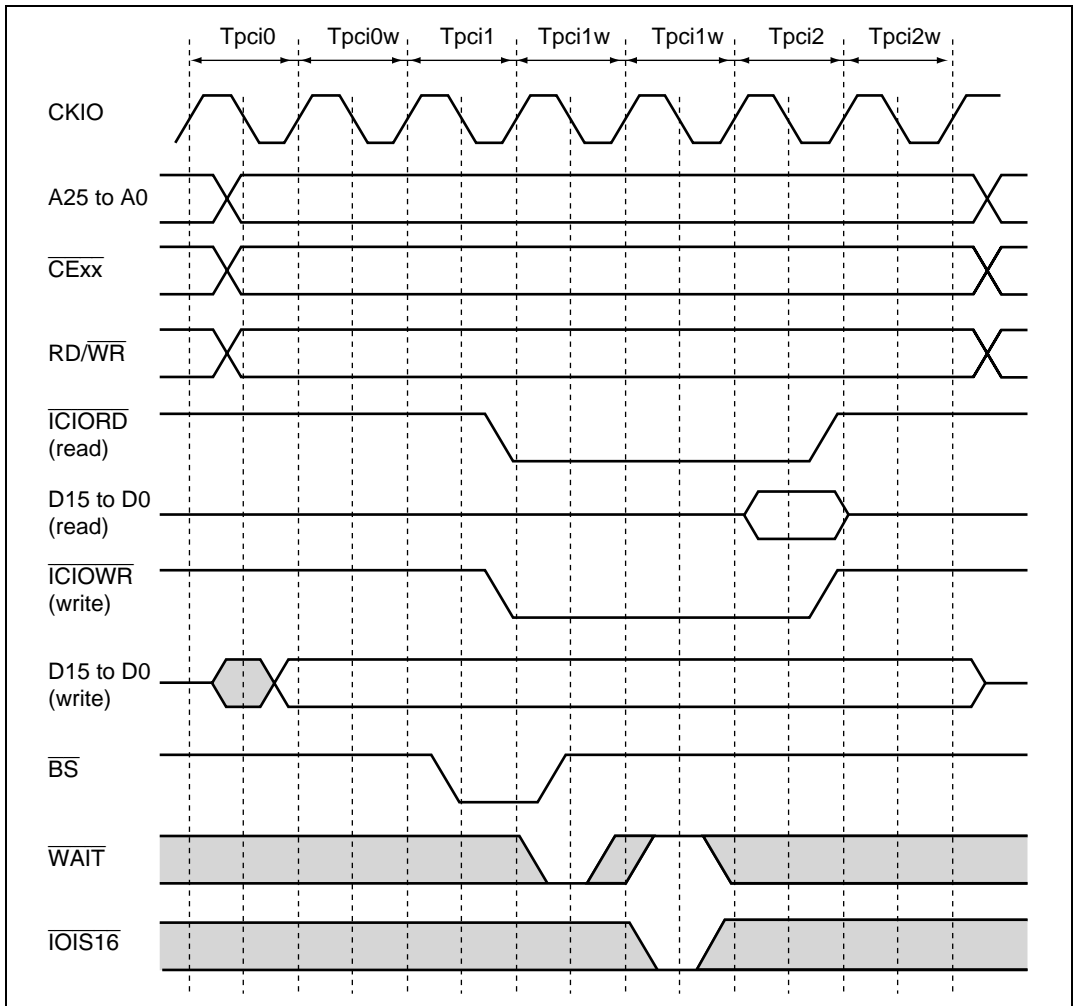 Tpci0 Tpci0w Tpci1 Tpci1w Tpci1w Tpci2 Tpci2w
CKIO
A25 to A0
CExx
RD/WR
ICIORD
(read)
D15 to D0
(read)
ICIOWR
(write)
D15 to D0
(write)
BS
WAIT
IOIS16